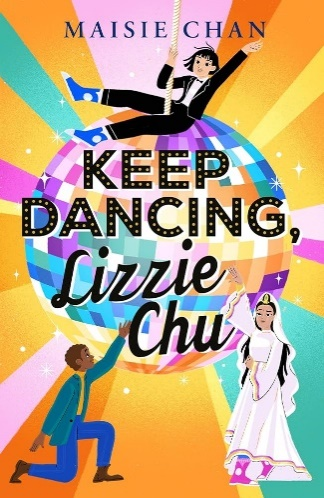 MAISIE CHAN
KEEP
DANCING,
Lizzie
Chu